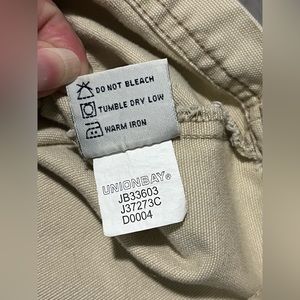 DO NOT BLEACH
TUMBLE DRY LOW
WARM IRON
UNIONBAY®
JB33603
J37273C
D0004